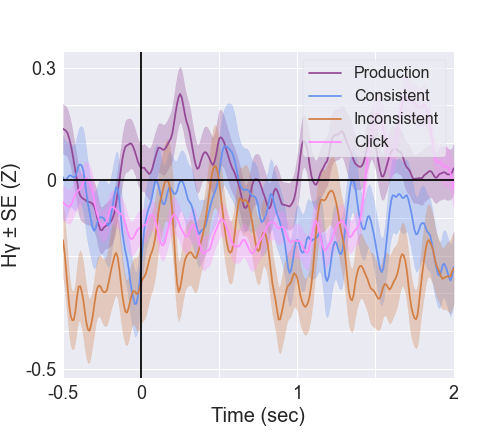 Production
Consistent
Inconsistent
Click
Hγ ± SE (Z)
0.3
0
-0.5
-0.5 0 1 2
Time (sec)